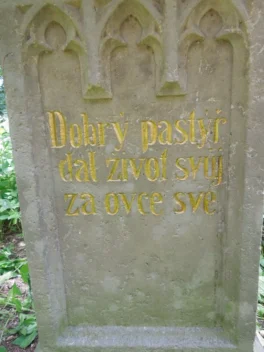 Dobrý pastýř
dal život svůj
za ovce své